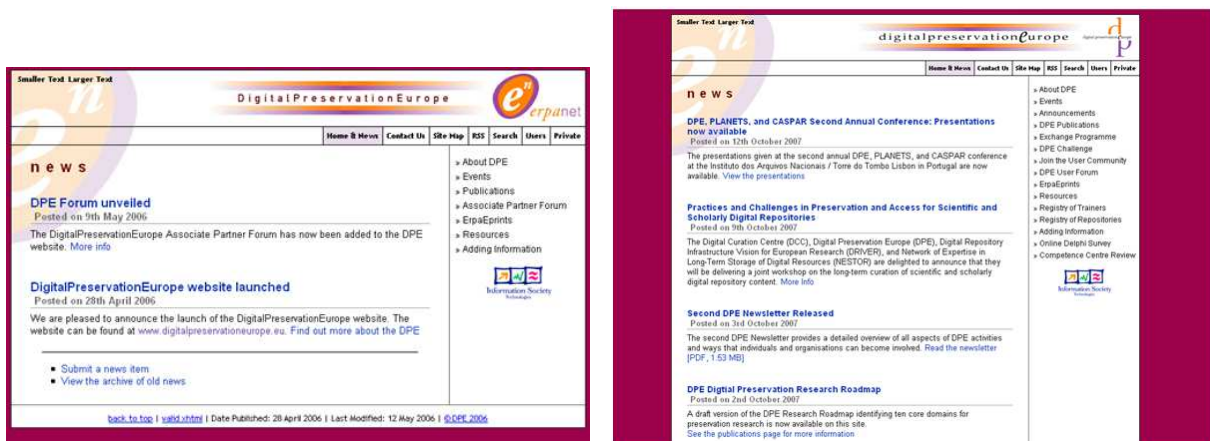 Smaller Text Larger Text
DigitalPreservationEurope
e n
erpanet
Home & News Contact Us Site Map RSS Search Users Private
news
DPE Forum unveiled
Posted on 9th May 2006
The DigitalPreservationEurope Associate Partner Forum has now been added to the DPE
website. More info
DigitalPreservationEurope website launched
Posted on 28th April 2006
We are pleased to announce the launch of the DigitalPreservationEurope website. The
website can be found at www.digitalpreservationeurope.eu. Find out more about the DPE
▪ Submit a news item
▪ View the archive of old news
» About DPE
» Events
» Publications
» Associate Partner Forum
» ErpaEprints
» Resources
» Adding Information
Information Society
Technologies
back to top | valid xhtml | Date Published: 28 April 2006 | Last Modified: 12 May 2006 | © DPE 2006
Smaller Text Larger Text
digitalpreservationeurope
dp
Home & News Contact Us Site Map RSS Search Users Private
news
DPE, PLANETS, and CASPAR Second Annual Conference: Presentations
now available
Posted on 12th October 2007
The presentations given at the second annual DPE, PLANETS, and CASPAR conference
at the Instituto dos Arquivos Nacionais / Torre do Tombo Lisbon in Portugal are now
available. View the presentations
Practices and Challenges in Preservation and Access for Scientific and
Scholarly Digital Repositories
Posted on 9th October 2007
The Digital Curation Centre (DCC), Digital Preservation Europe (DPE), Digital Repository
Infrastructure Vision for European Research (DRIVER), and Network of Expertise in
Long-Term Storage of Digital Resources (NESTOR) are delighted to announce that they
will be delivering a joint workshop on the long-term curation of scientific and scholarly
digital repository content. More Info
Second DPE Newsletter Released
Posted on 3rd October 2007
The second DPE Newsletter provides a detailed overview of all aspects of DPE activities
and ways that individuals and organisations can become involved. Read the newsletter
[PDF, 1.53 MB]
DPE Digtial Preservation Research Roadmap
Posted on 2nd October 2007
A draft version of the DPE Research Roadmap identifying ten core domains for
preservation research is now available on this site.
See the publications page for more information
» About DPE
» Events
» Announcements
» DPE Publications
» Exchange Programme
» DPE Challenge
» Join the User Community
» DPE User Forum
» ErpaEprints
» Resources
» Registry of Trainers
» Registry of Repositories
» Adding Information
» Online Delphi Survey
» Competence Centre Review
Information Society